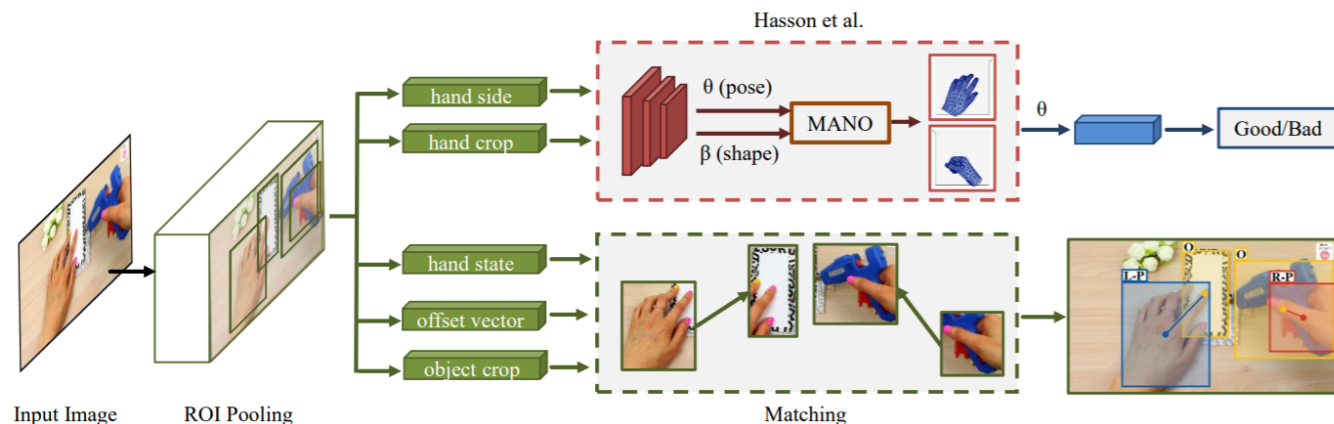 Hasson et al.
hand side
hand crop
θ (pose)
β (shape)
MANO
θ
Good/Bad
hand state
offset vector
object crop
O
O
L-P
R-P
Input Image
ROI Pooling
Matching